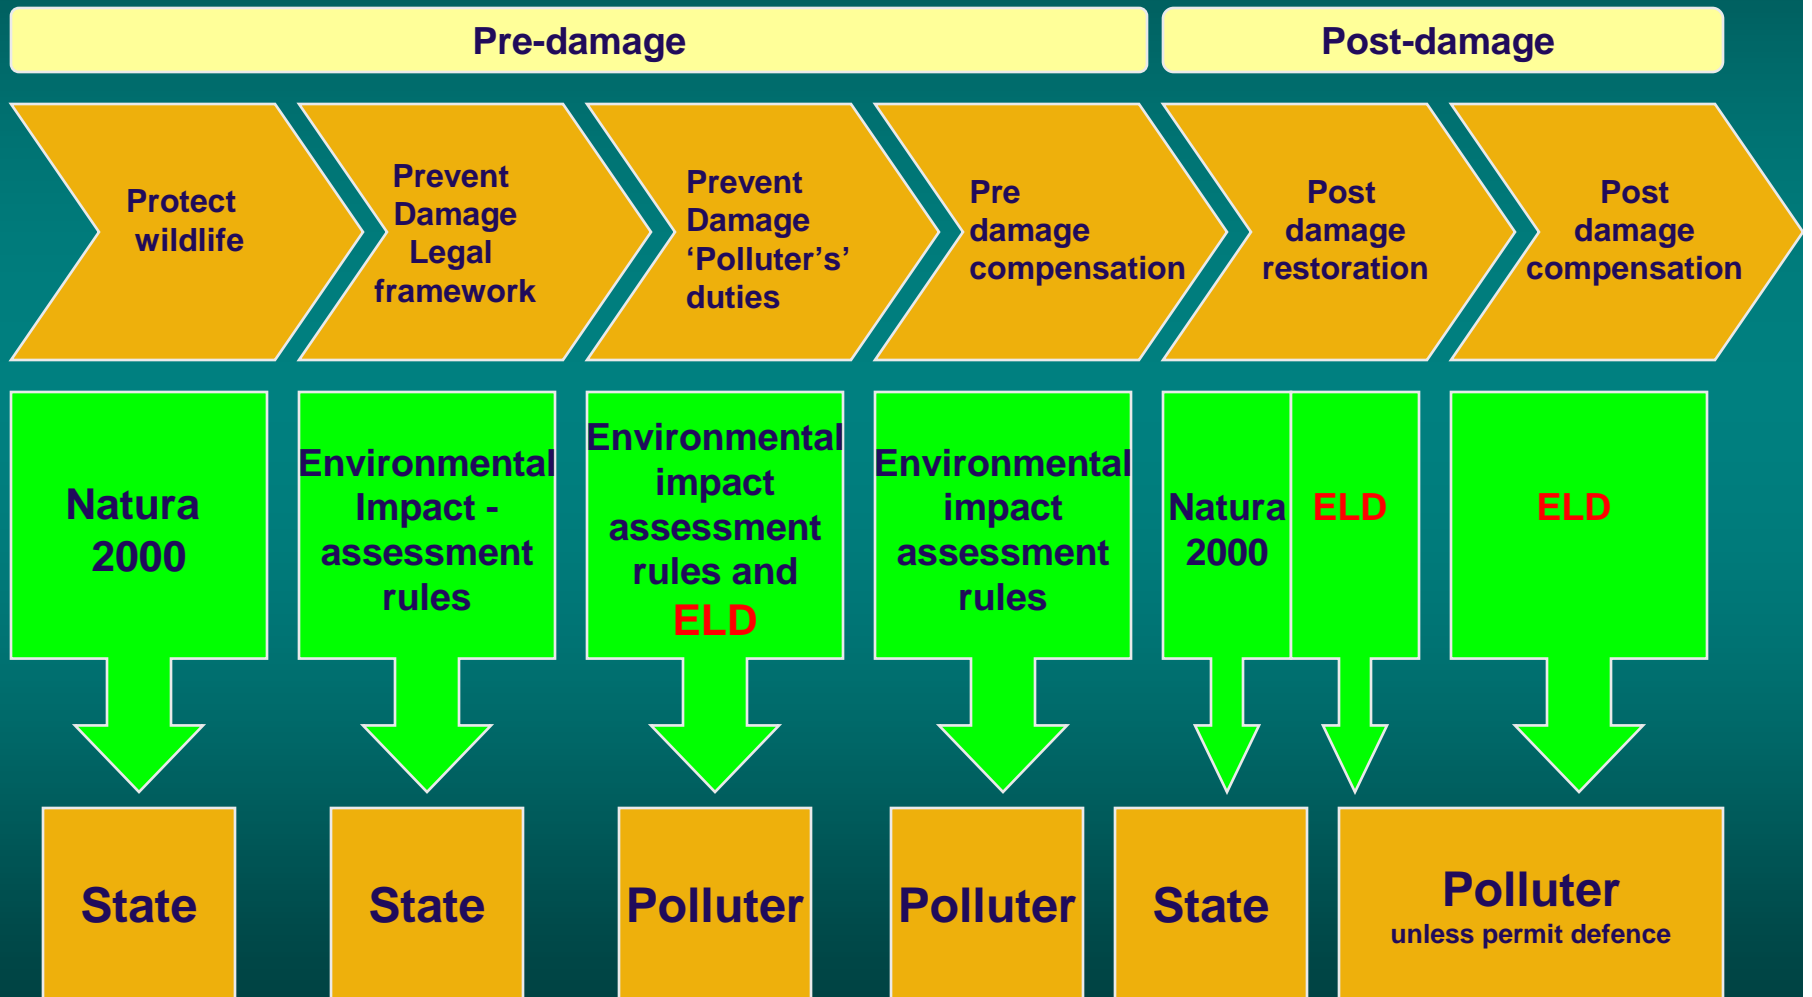 Pre-damage
Post-damage
Protect
wildlife
Prevent
Damage
Legal
framework
Prevent
Damage
‘Polluter’s’
duties
Pre
damage
compensation
Post
damage
restoration
Post
damage
compensation
Natura
2000
Environmental
Impact -
assessment
rules
Environmental
impact
assessment
rules and
ELD
Environmental
impact
assessment
rules
Natura
2000
ELD
ELD
State
State
Polluter
Polluter
State
Polluter
unless permit defence